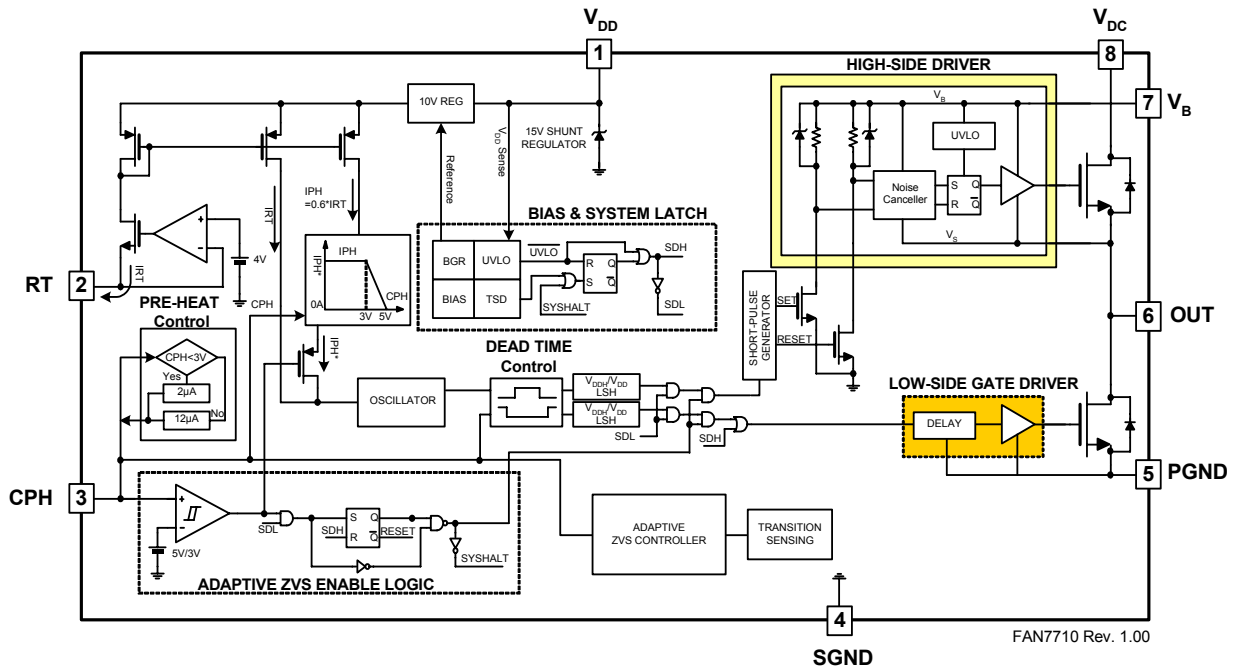 VDD
VDC
1
8
HIGH-SIDE DRIVER
VB
7
VB
10V REG
15V SHUNT
REGULATOR
UVLO
Reference
VDD Sense
IPH
=0.6*IRT
IRT
Noise
Canceller
S
R
Q
Q
VS
BIAS & SYSTEM LATCH
4V
IRT
RT
2
IPH*
IPH
0A
CPH
3V
5V
CPH
BGR
UVLO
BIAS
TSD
UVLO
R
S
Q
Q
SDH
SDL
SYSHALT
PRE-HEAT
Control
CPH<3V
Yes
2µA
12µA
No
IPH*
SHORT-PULSE
GENERATOR
SET
RESET
6
OUT
DEAD TIME
Control
OSCILLATOR
VDDH/VDD
LSH
VDDH/VDD
LSH
SDL
SDH
LOW-SIDE GATE DRIVER
DELAY
5
PGND
CPH
3
5V/3V
SDL
SDH
S
R
Q
Q
RESET
SYSHALT
ADAPTIVE ZVS ENABLE LOGIC
ADAPTIVE
ZVS CONTROLLER
TRANSITION
SENSING
4
SGND
FAN7710 Rev. 1.00